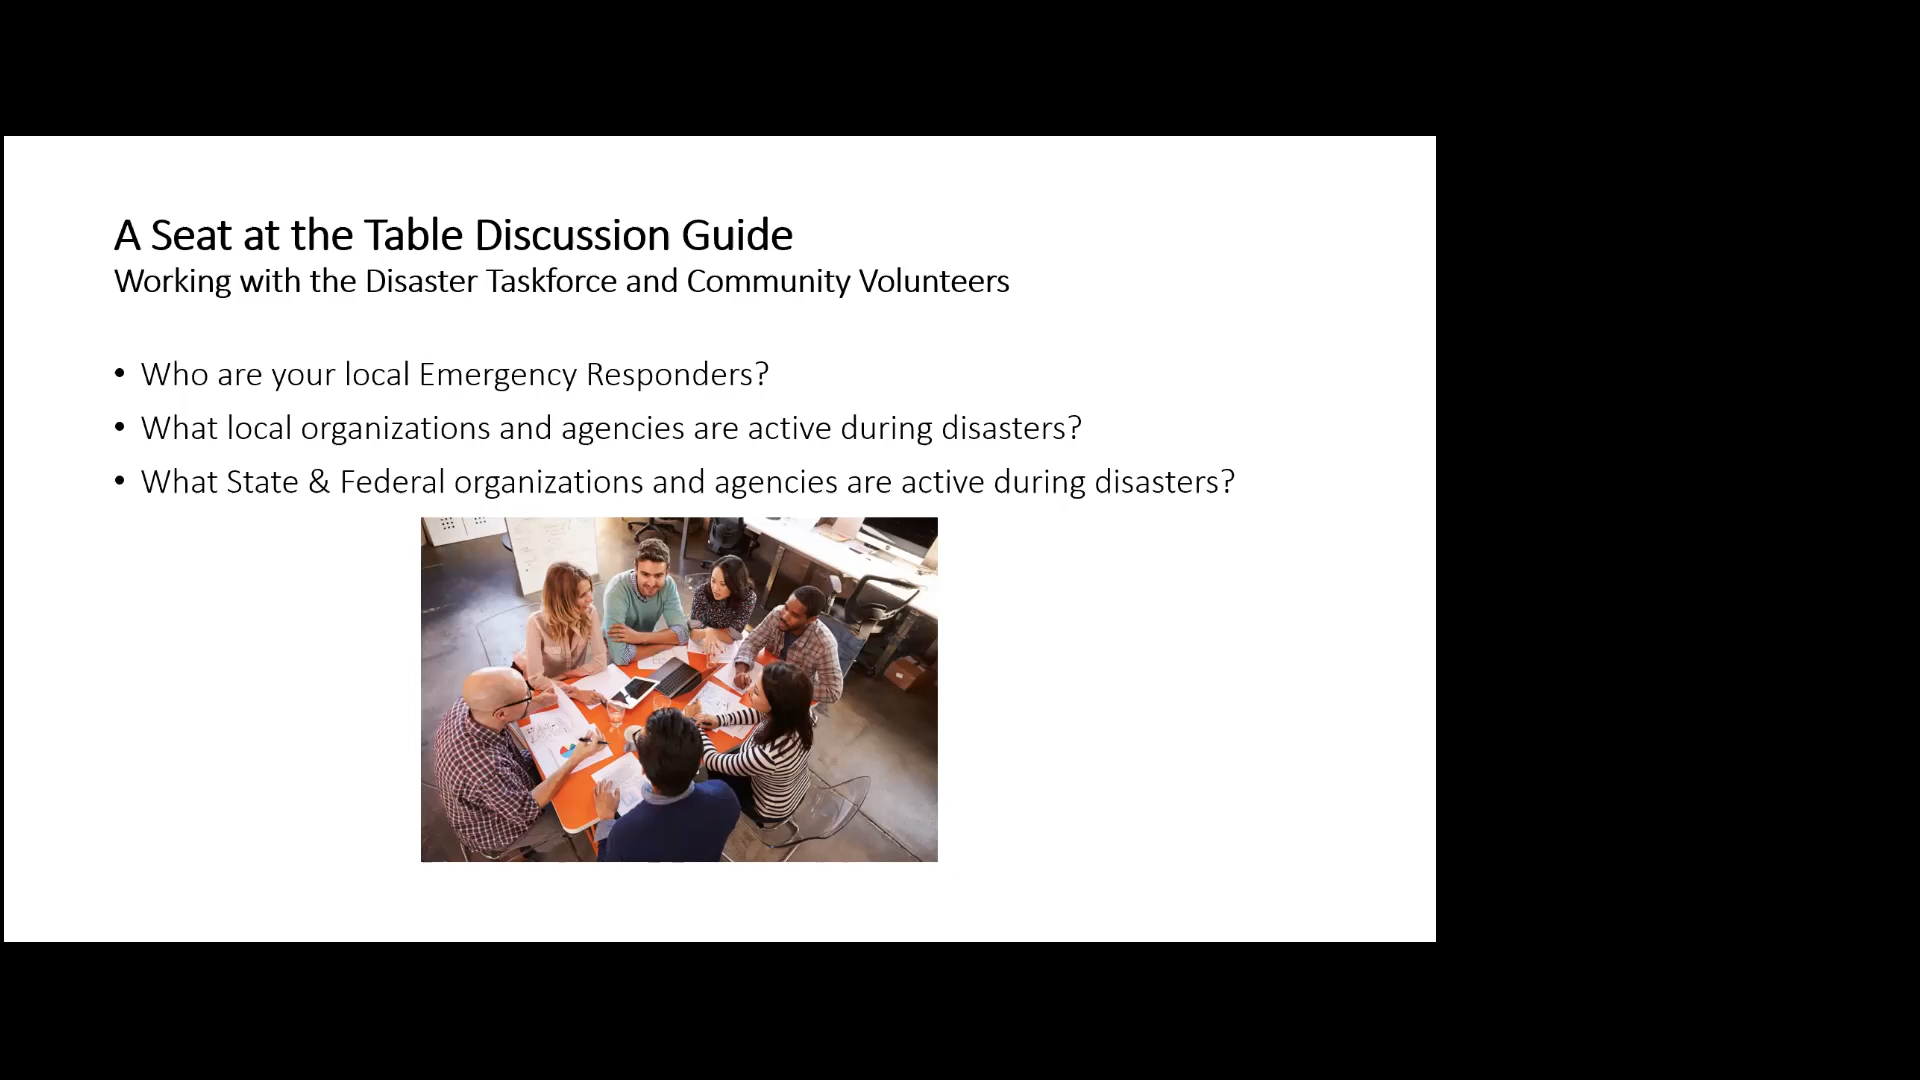 A Seat at the Table Discussion Guide
Working with the Disaster Taskforce and Community Volunteers
• Who are your local Emergency Responders?
• What local organizations and agencies are active during disasters?
• What State & Federal organizations and agencies are active during disasters?